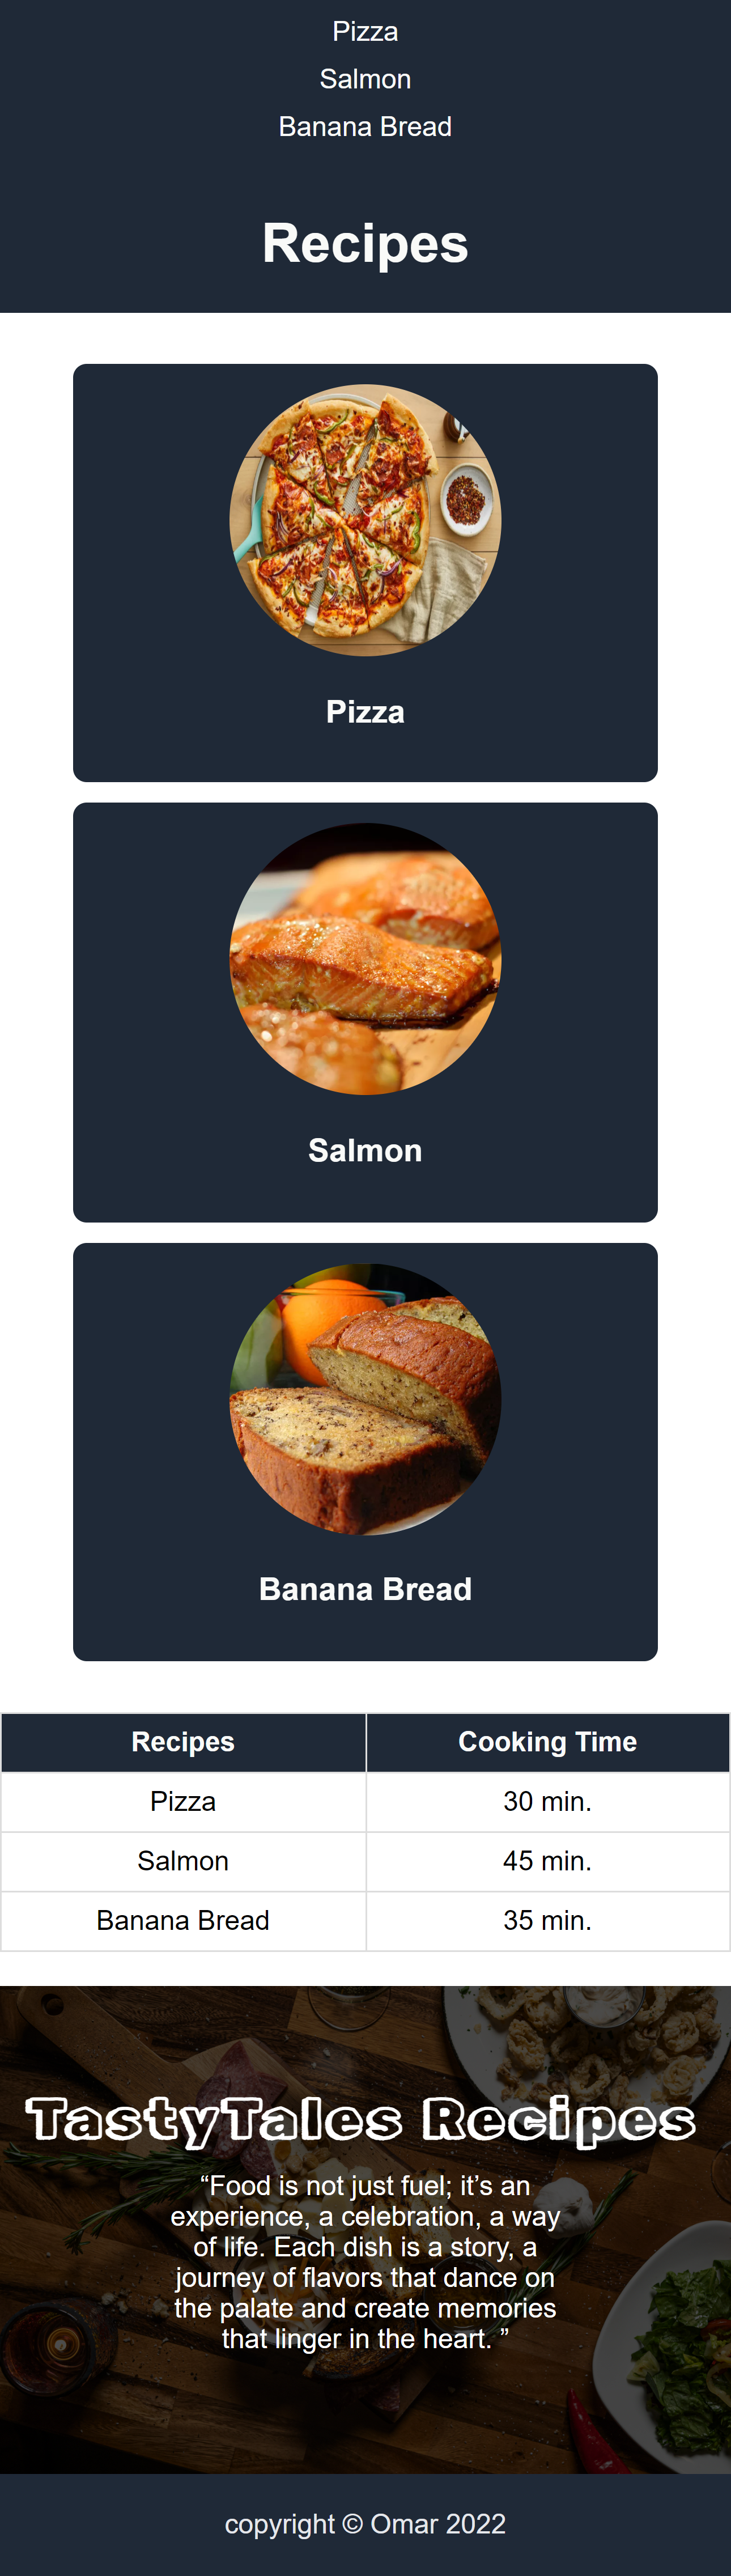 Pizza
Salmon
Banana Bread
Recipes
Pizza
Salmon
Banana Bread
Recipes Cooking Time
Pizza 30 min.
Salmon 45 min.
Banana Bread 35 min.
TastyTales Recipes
“Food is not just fuel; it’s an
experience, a celebration, a way
of life. Each dish is a story, a
journey of flavors that dance on
the palate and create memories
that linger in the heart. ”
copyright © Omar 2022